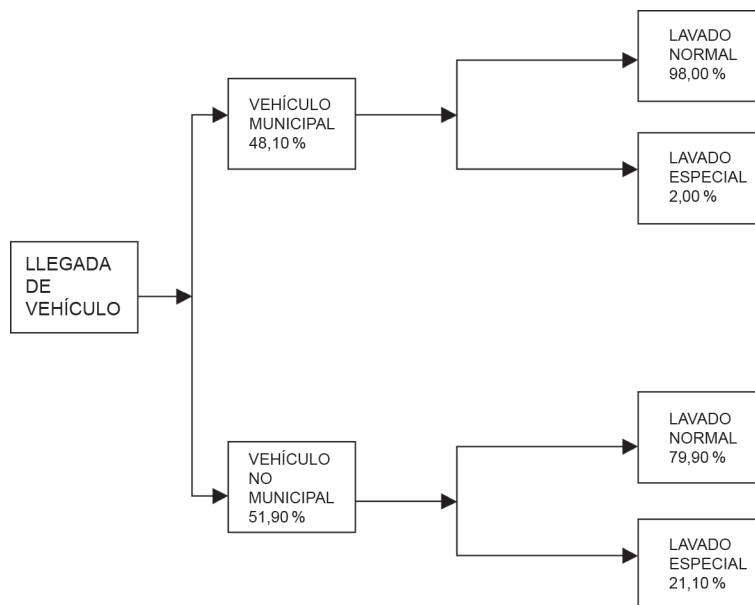 LLEGADA
DE
VEHÍCULO
VEHÍCULO
MUNICIPAL
48,10 %
LAVADO
NORMAL
98,00 %
LAVADO
ESPECIAL
2,00 %
VEHÍCULO
NO
MUNICIPAL
51,90 %
LAVADO
NORMAL
79,90 %
LAVADO
ESPECIAL
21,10 %